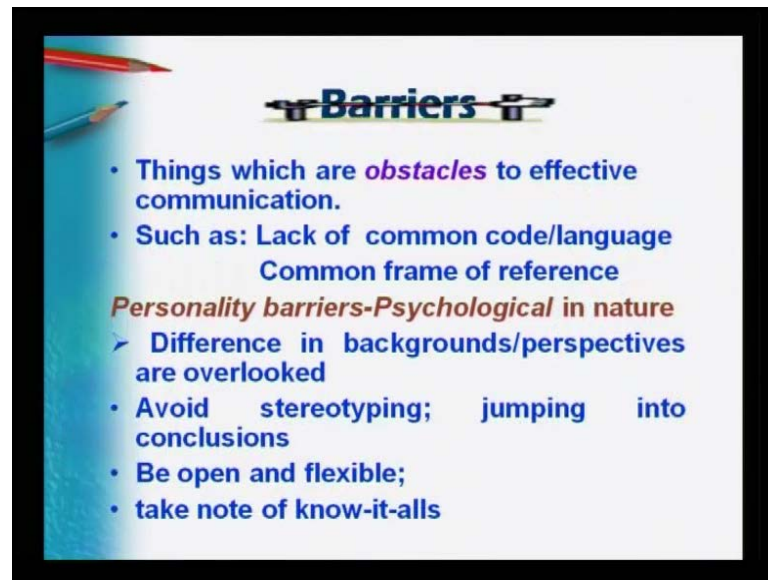 Barriers
• Things which are obstacles to effective
communication.
• Such as: Lack of common code/language
Common frame of reference
Personality barriers-Psychological in nature
➢ Difference in backgrounds/perspectives
are overlooked
• Avoid stereotyping; jumping into
conclusions
• Be open and flexible;
• take note of know-it-alls